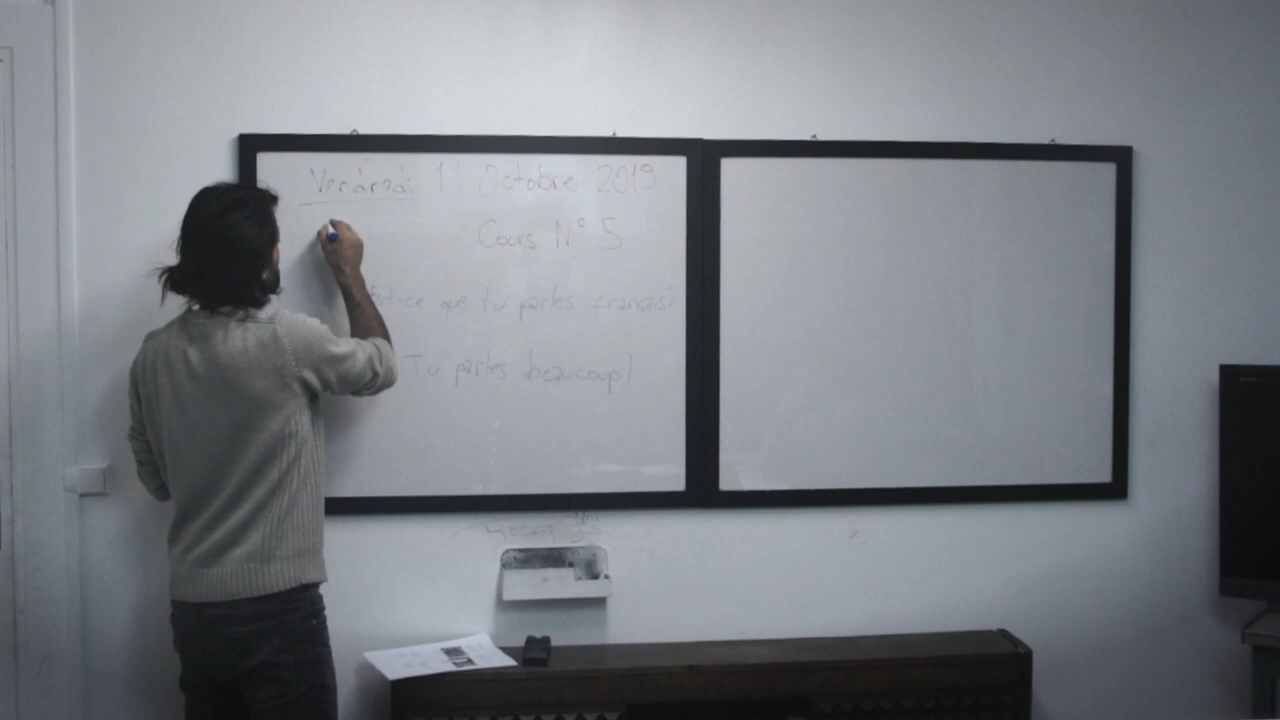 Vendredi 11 Octobre 2019
Cours N° 5
Est-ce que tu parles français?
Tu parles beaucoup!